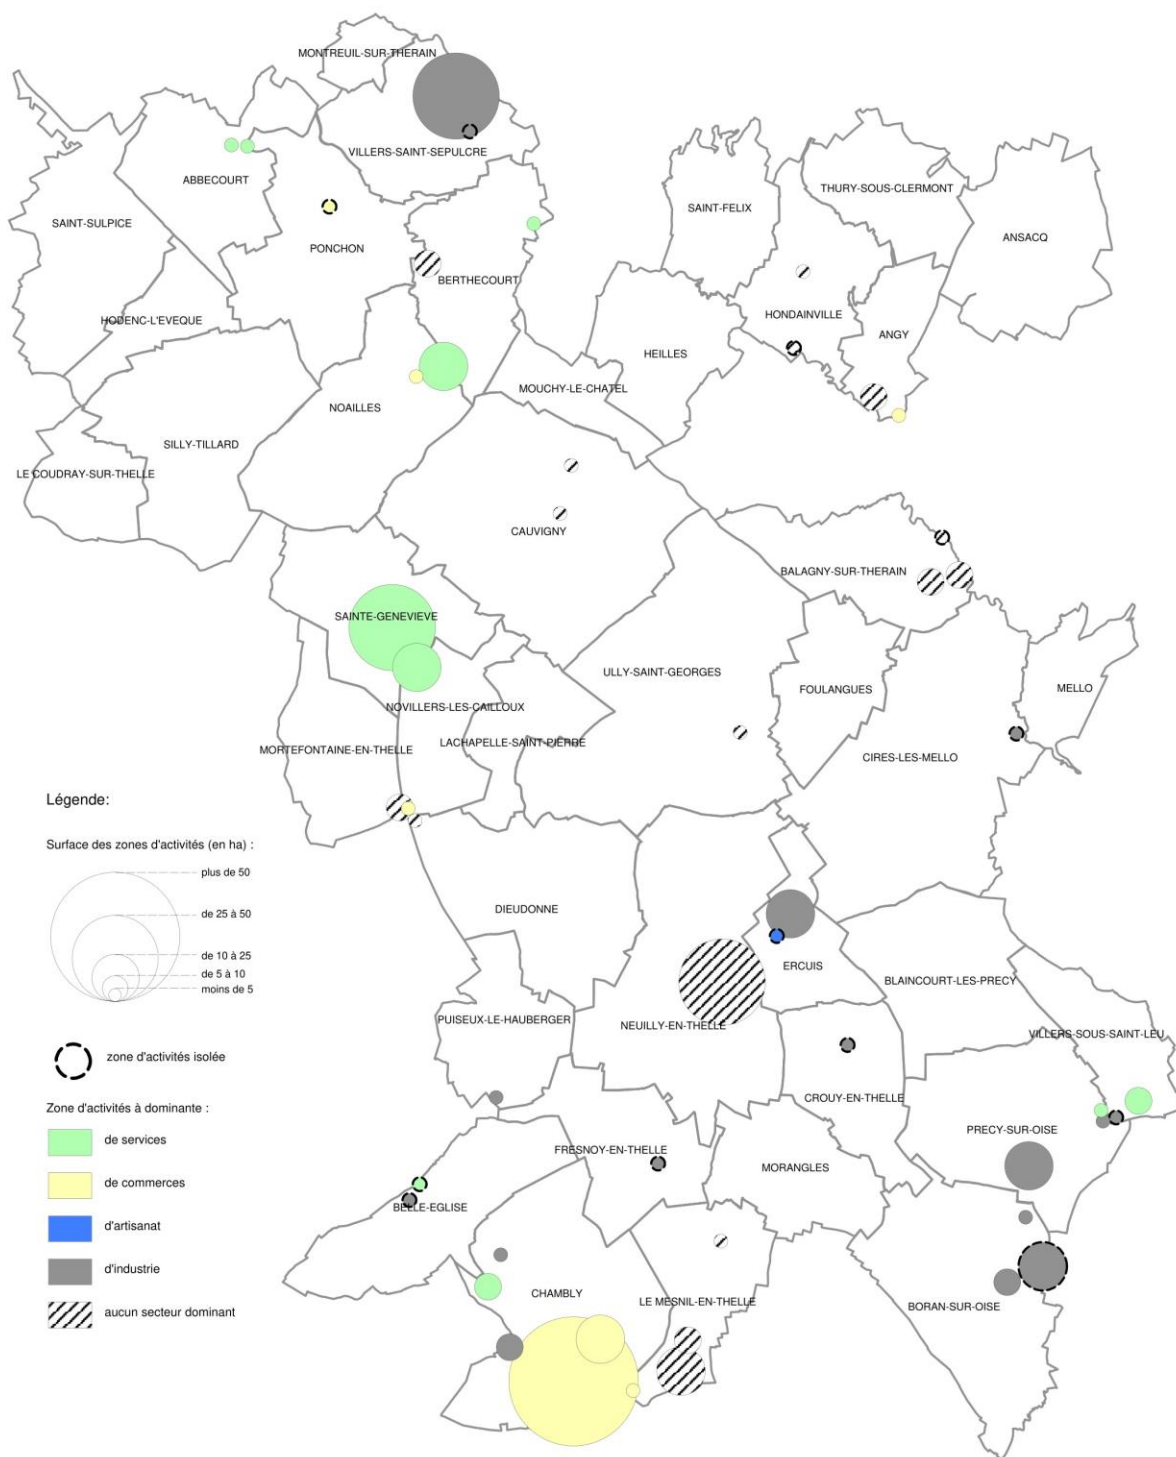 MONTREUIL-SUR-THERAIN
VILLERS-SAINT-SEPULCRE
ABBECOURT
THURY-SOUS-CLERMONT
SAINT-FELIX
SAINT-SULPICE
ANSACQ
PONCHON
BERTHECOURT
HONDAINVILLE
HODENC-L'EVEQUE
ANGY
HEILLES
MOUCHY-LE-CHATEL
NOAILLES
SILLY-TILLARD
LE COUDRAY-SUR-THELLE
CAUVIGNY
BALAGNY-SUR-THERAIN
SAINTE-GENEVIEVE
ULLY-SAINT-GEORGES
FOULANGUES
MELLO
NOVILLERS-LES-CAILLOUX
LACHAPELLE-SAINT-PIERRE
MORTEFONTAINE-EN-THELLE
CIRES-LES-MELLO
Légende:
Surface des zones d'activités (en ha) :
plus de 50
de 25 à 50
de 10 à 25
de 5 à 10
moins de 5
zone d'activités isolée
Zone d'activités à dominante :
de services
de commerces
d'artisanat
d'industrie
aucun secteur dominant
DIEUDONNE
ERCUIS
BLAINCOURT-LES-PRECY
PUISEUX-LE-HAUBERGER
NEUILLY-EN-THELLE
VILLERS-SOUS-SAINT-LEU
CROUY-EN-THELLE
PRECY-SUR-OISE
FRESNOY-EN-THELLE
MORANGLES
BELLE-EGLISE
CHAMBLY
LE MESNIL-EN-THELLE
BORAN-SUR-OISE